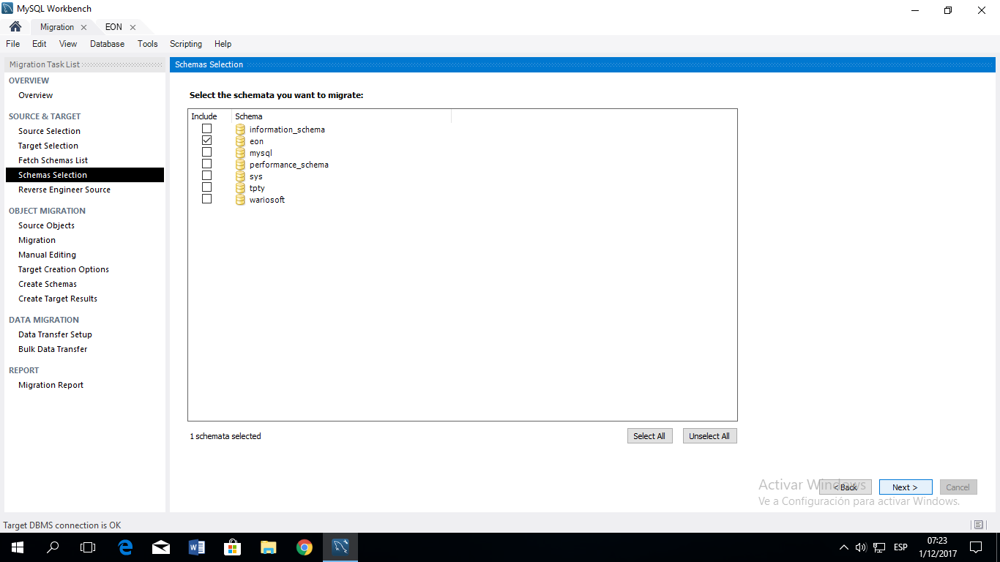 MySQL Workbench
Migration
EON
File Edit View Database Tools Scripting Help
Migration Task List
OVERVIEW
Overview
SOURCE & TARGET
Source Selection
Target Selection
Fetch Schemas List
Schemas Selection
Reverse Engineer Source
OBJECT MIGRATION
Source Objects
Migration
Manual Editing
Target Creation Options
Create Schemas
Create Target Results
DATA MIGRATION
Data Transfer Setup
Bulk Data Transfer
REPORT
Migration Report
Schemas Selection
Select the schemata you want to migrate:
Include Schema
information_schema
eon
mysql
performance_schema
sys
tpty
wariosoft
1 schemata selected
Select All
Unselect All
Activar Windows
Ve a Configuración para activar Windows.
< Back
Next >
Cancel
Target DBMS connection is OK
ESP
07:23
1/12/2017